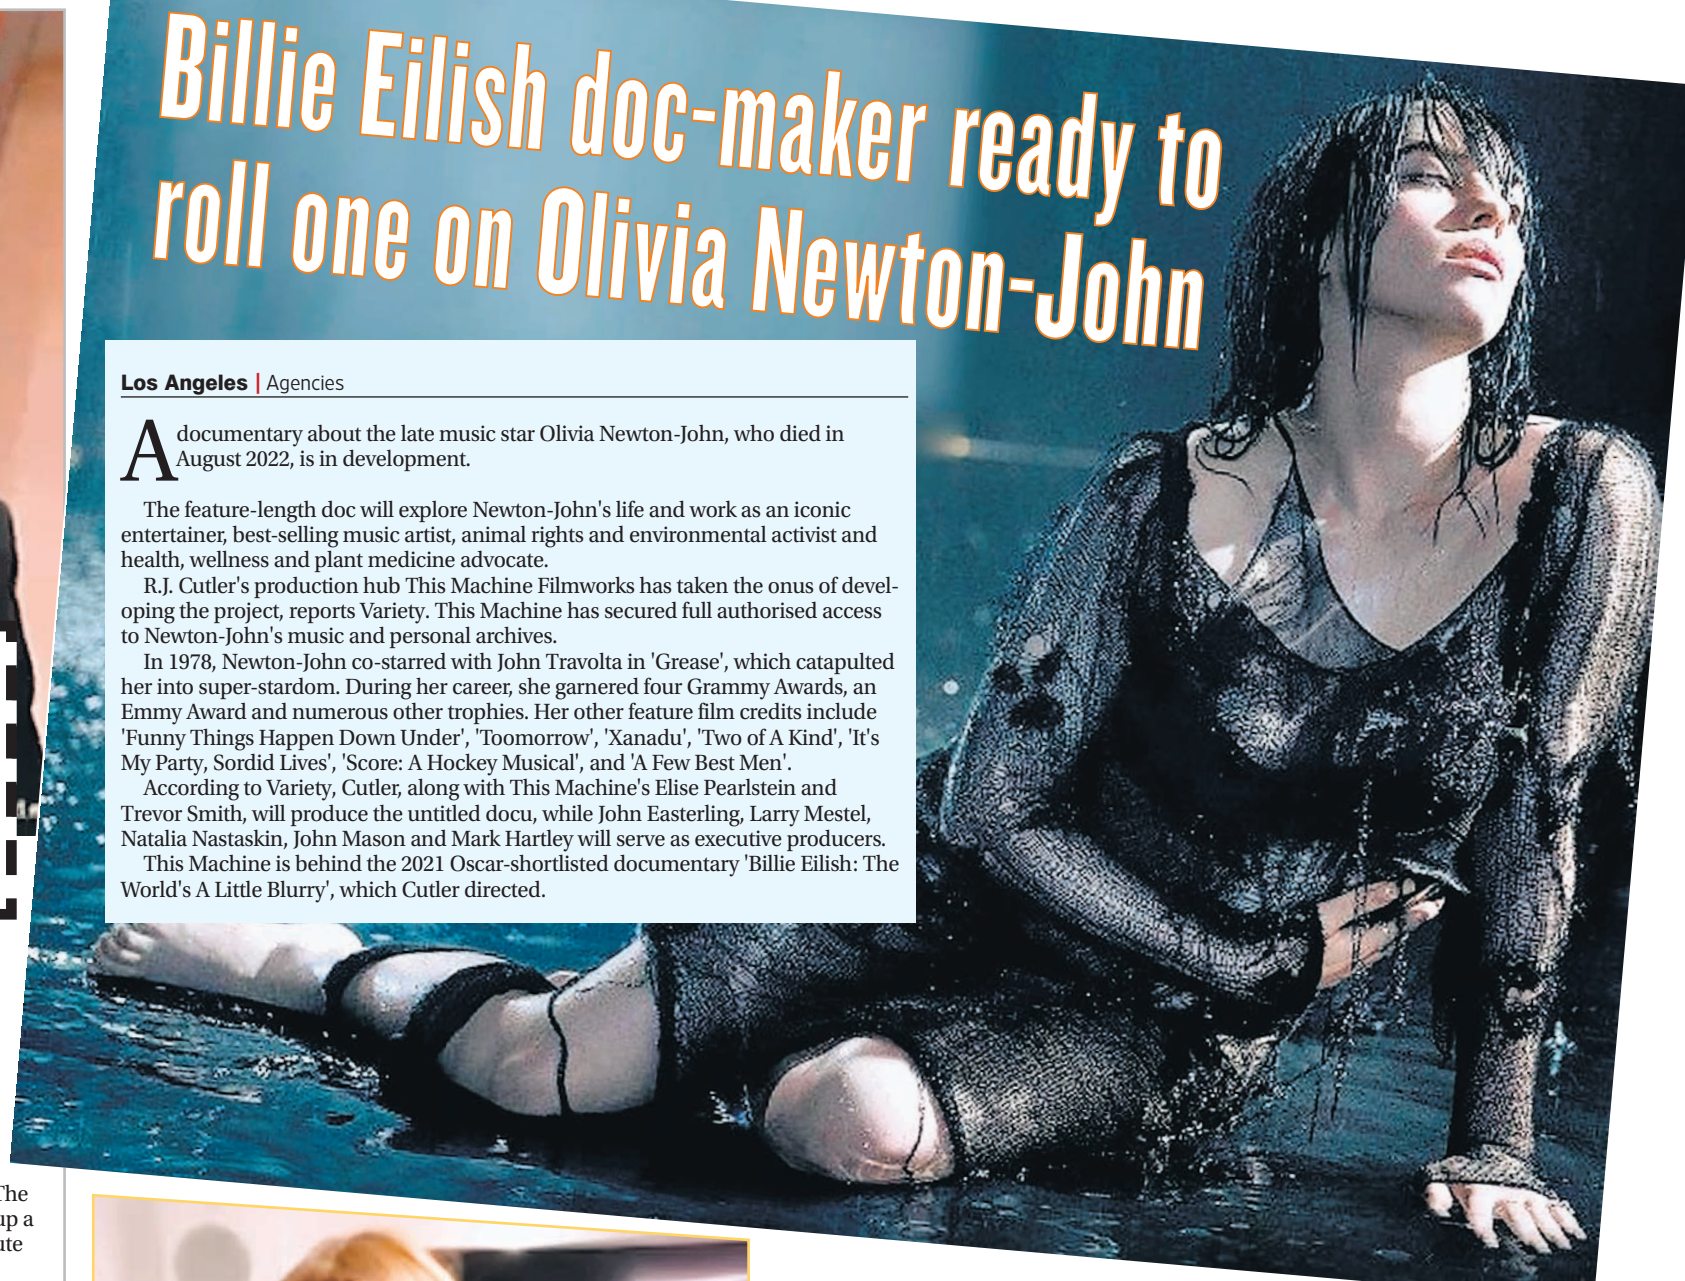 Billie Eilish doc-maker ready to
roll one on Olivia Newton-John
Los Angeles | Agencies
A documentary about the late music star Olivia Newton-John, who died in
August 2022, is in development.
The feature-length doc will explore Newton-John's life and work as an iconic
entertainer, best-selling music artist, animal rights and environmental activist and
health, wellness and plant medicine advocate.
R.J. Cutler's production hub This Machine Filmworks has taken the onus of devel-
oping the project, reports Variety. This Machine has secured full authorised access
to Newton-John's music and personal archives.
In 1978, Newton-John co-starred with John Travolta in 'Grease', which catapulted
her into super-stardom. During her career, she garnered four Grammy Awards, an
Emmy Award and numerous other trophies. Her other feature film credits include
'Funny Things Happen Down Under', 'Toomorrow', 'Xanadu', 'Two of A Kind', 'It's
My Party, Sordid Lives', 'Score: A Hockey Musical', and 'A Few Best Men'.
According to Variety, Cutler, along with This Machine's Elise Pearlstein and
Trevor Smith, will produce the untitled docu, while John Easterling, Larry Mestel,
Natalia Nastaskin, John Mason and Mark Hartley will serve as executive producers.
This Machine is behind the 2021 Oscar-shortlisted documentary 'Billie Eilish: The
World's A Little Blurry', which Cutler directed.
The
up a
ute